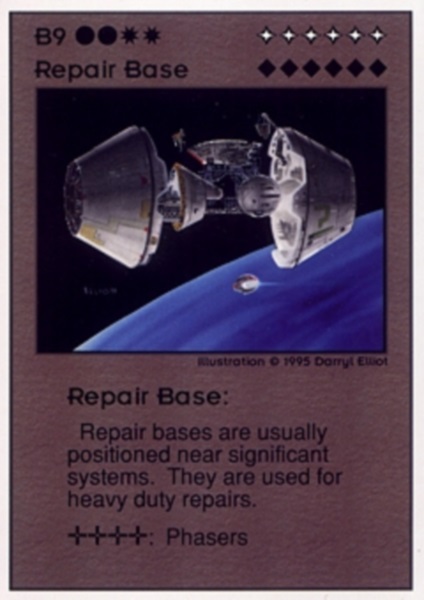 B9
Repair Base
Illustration © 1995 Darryl Elliot
Repair Base:
Repair bases are usually
positioned near significant
systems. They are used for
heavy duty repairs.
: Phasers